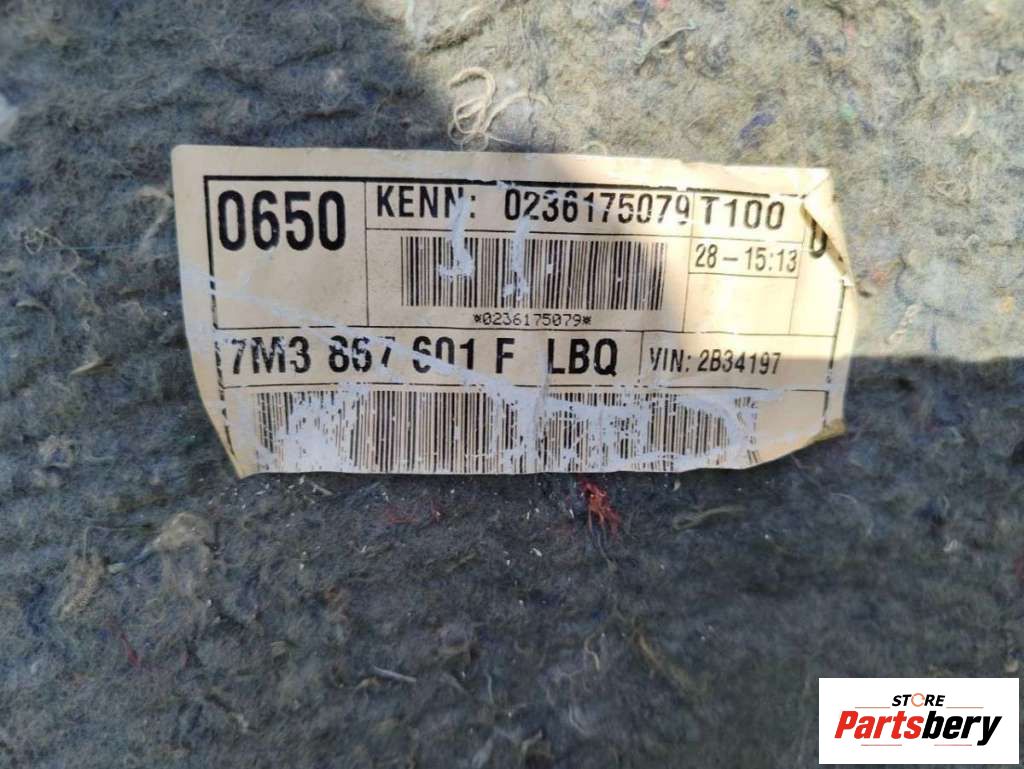 0650 KENN: 0236175079 T100
28-15:13
*0236175079*
7M3 867 601 F LBQ VIN: 2B34197
STORE
Partsbery